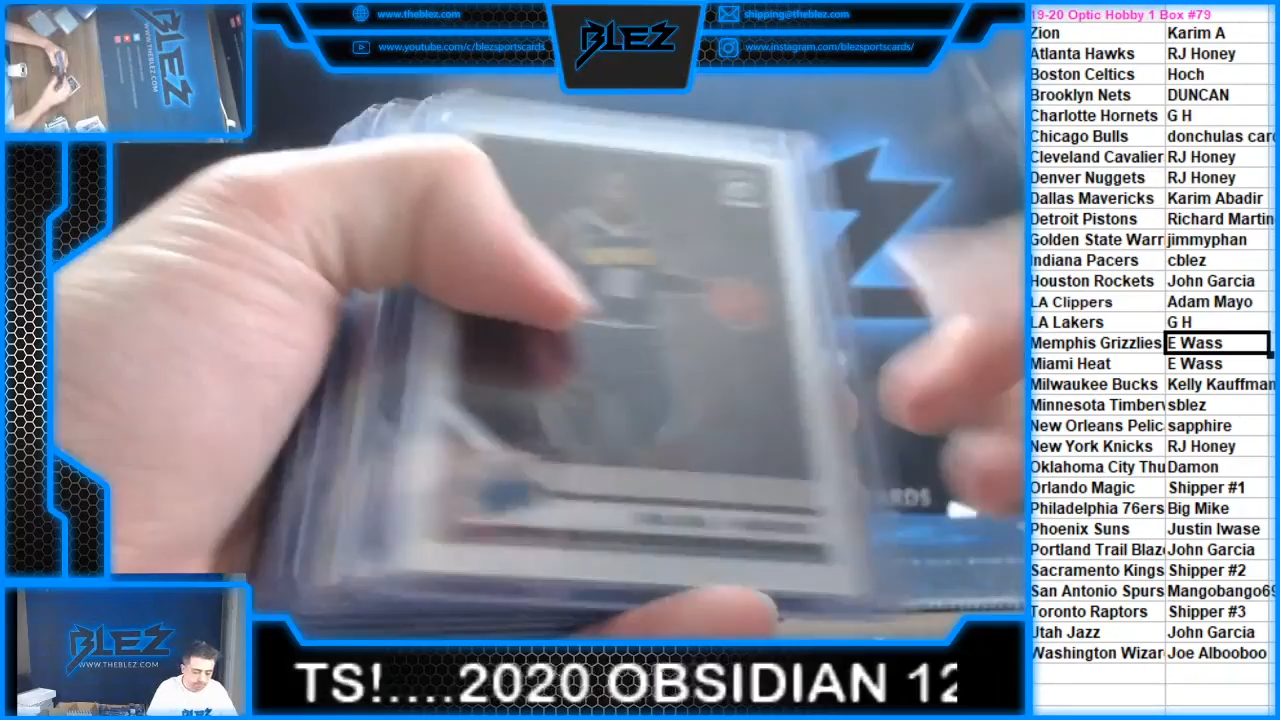 www.theblez.com
www.youtube.com/c/blezsportscards
BLEZ
shipping@theblez.com
www.instagram.com/blezsportscards/
BLEZ
WWW.THEBLEZ.COM
BLEZ
WWW.THEBLEZ.COM
ARDS
TS!....2020 OBSIDIAN 12
19-20 Optic Hobby 1 Box #79
Zion Karim A
Atlanta Hawks RJ Honey
Boston Celtics Hoch
Brooklyn Nets DUNCAN
Charlotte Hornets G H
Chicago Bulls donchulas card
Cleveland Cavalier RJ Honey
Denver Nuggets RJ Honey
Dallas Mavericks Karim Abadir
Detroit Pistons Richard Martin
Golden State Warr jimmyphan
Indiana Pacers cblez
Houston Rockets John Garcia
LA Clippers Adam Mayo
LA Lakers G H
Memphis Grizzlies E Wass
Miami Heat E Wass
Milwaukee Bucks Kelly Kauffman
Minnesota Timberv sblez
New Orleans Pelic sapphire
New York Knicks RJ Honey
Oklahoma City Thu Damon
Orlando Magic Shipper #1
Philadelphia 76ers Big Mike
Phoenix Suns Justin Iwase
Portland Trail Blaz John Garcia
Sacramento Kings Shipper #2
San Antonio Spurs Mangobango69
Toronto Raptors Shipper #3
Utah Jazz John Garcia
Washington Wizar Joe Albooboo